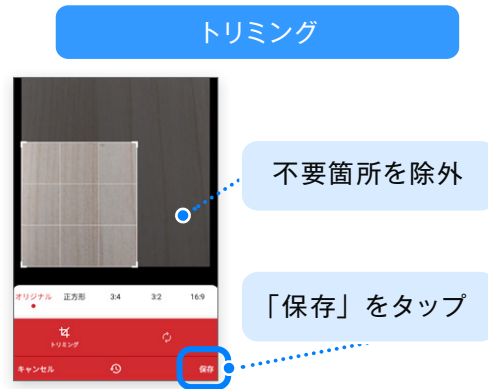 トリミング
不要箇所を除外
オリジナル 正方形 3:4 3:2 16:9
トリミング
「保存」をタップ
キャンセル 保存